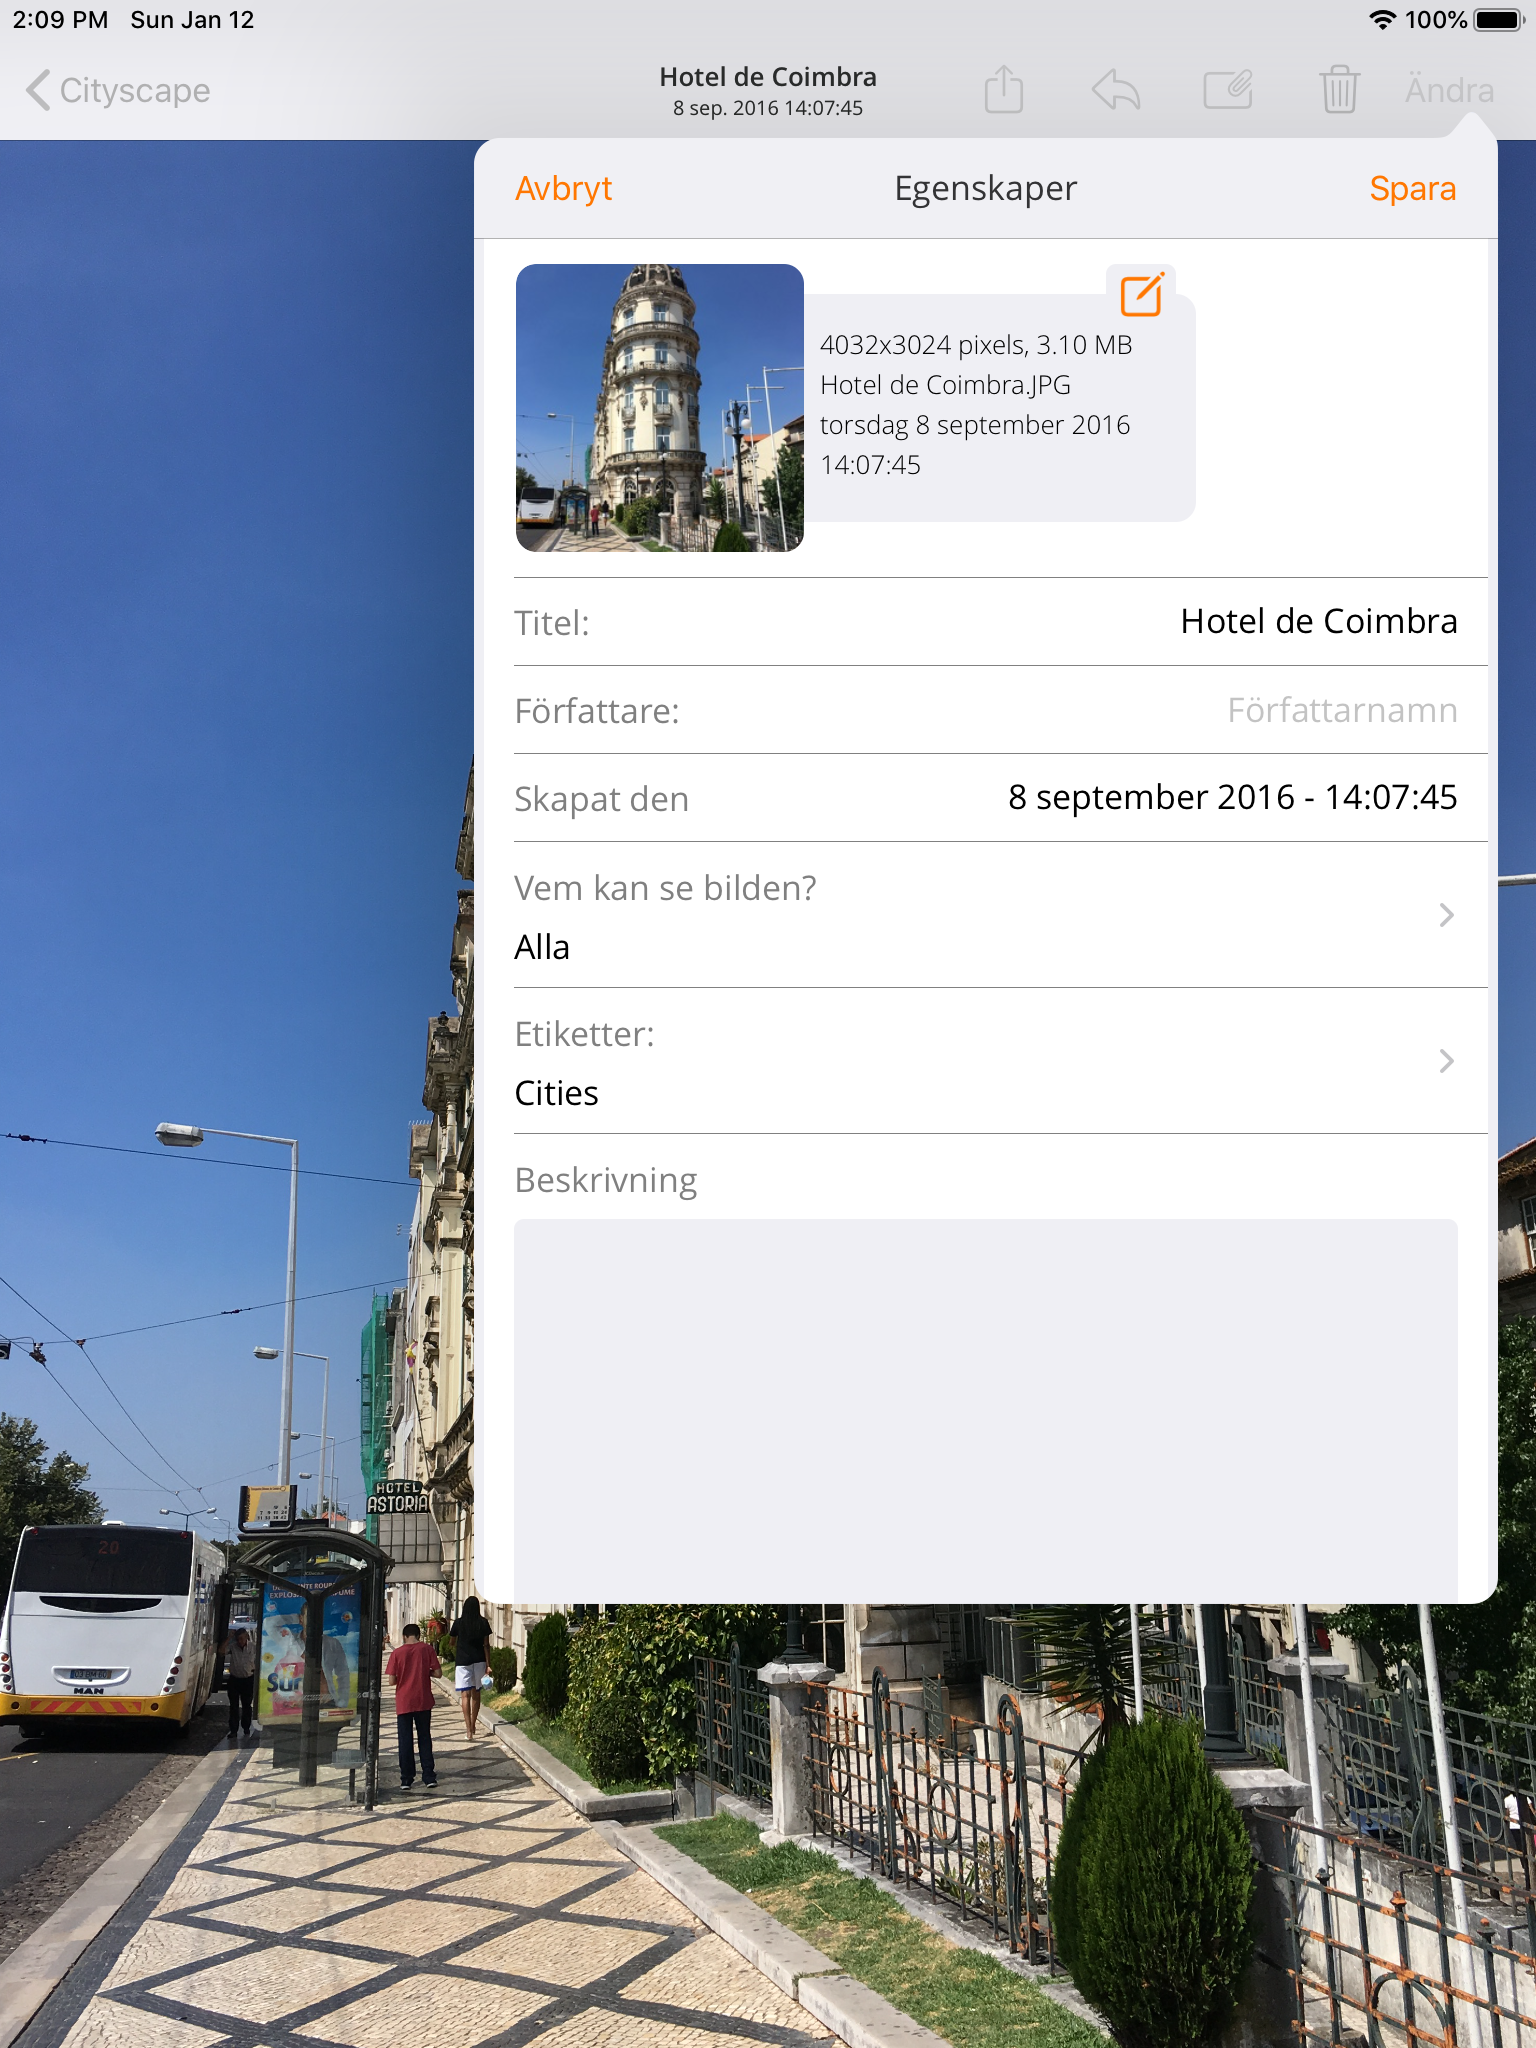 2:09 PM Sun Jan 12
100%
Cityscape
Hotel de Coimbra
8 sep. 2016 14:07:45
Ändra
Avbryt
Egenskaper
Spara
4032x3024 pixels, 3.10 MB
Hotel de Coimbra.JPG
torsdag 8 september 2016
14:07:45
Titel:
Hotel de Coimbra
Författare:
Författarnamn
Skapat den
8 september 2016 - 14:07:45
Vem kan se bilden?
Alla
Etiketter:
Cities
Beskrivning
HOTEL
ASTORIA
20
MAN